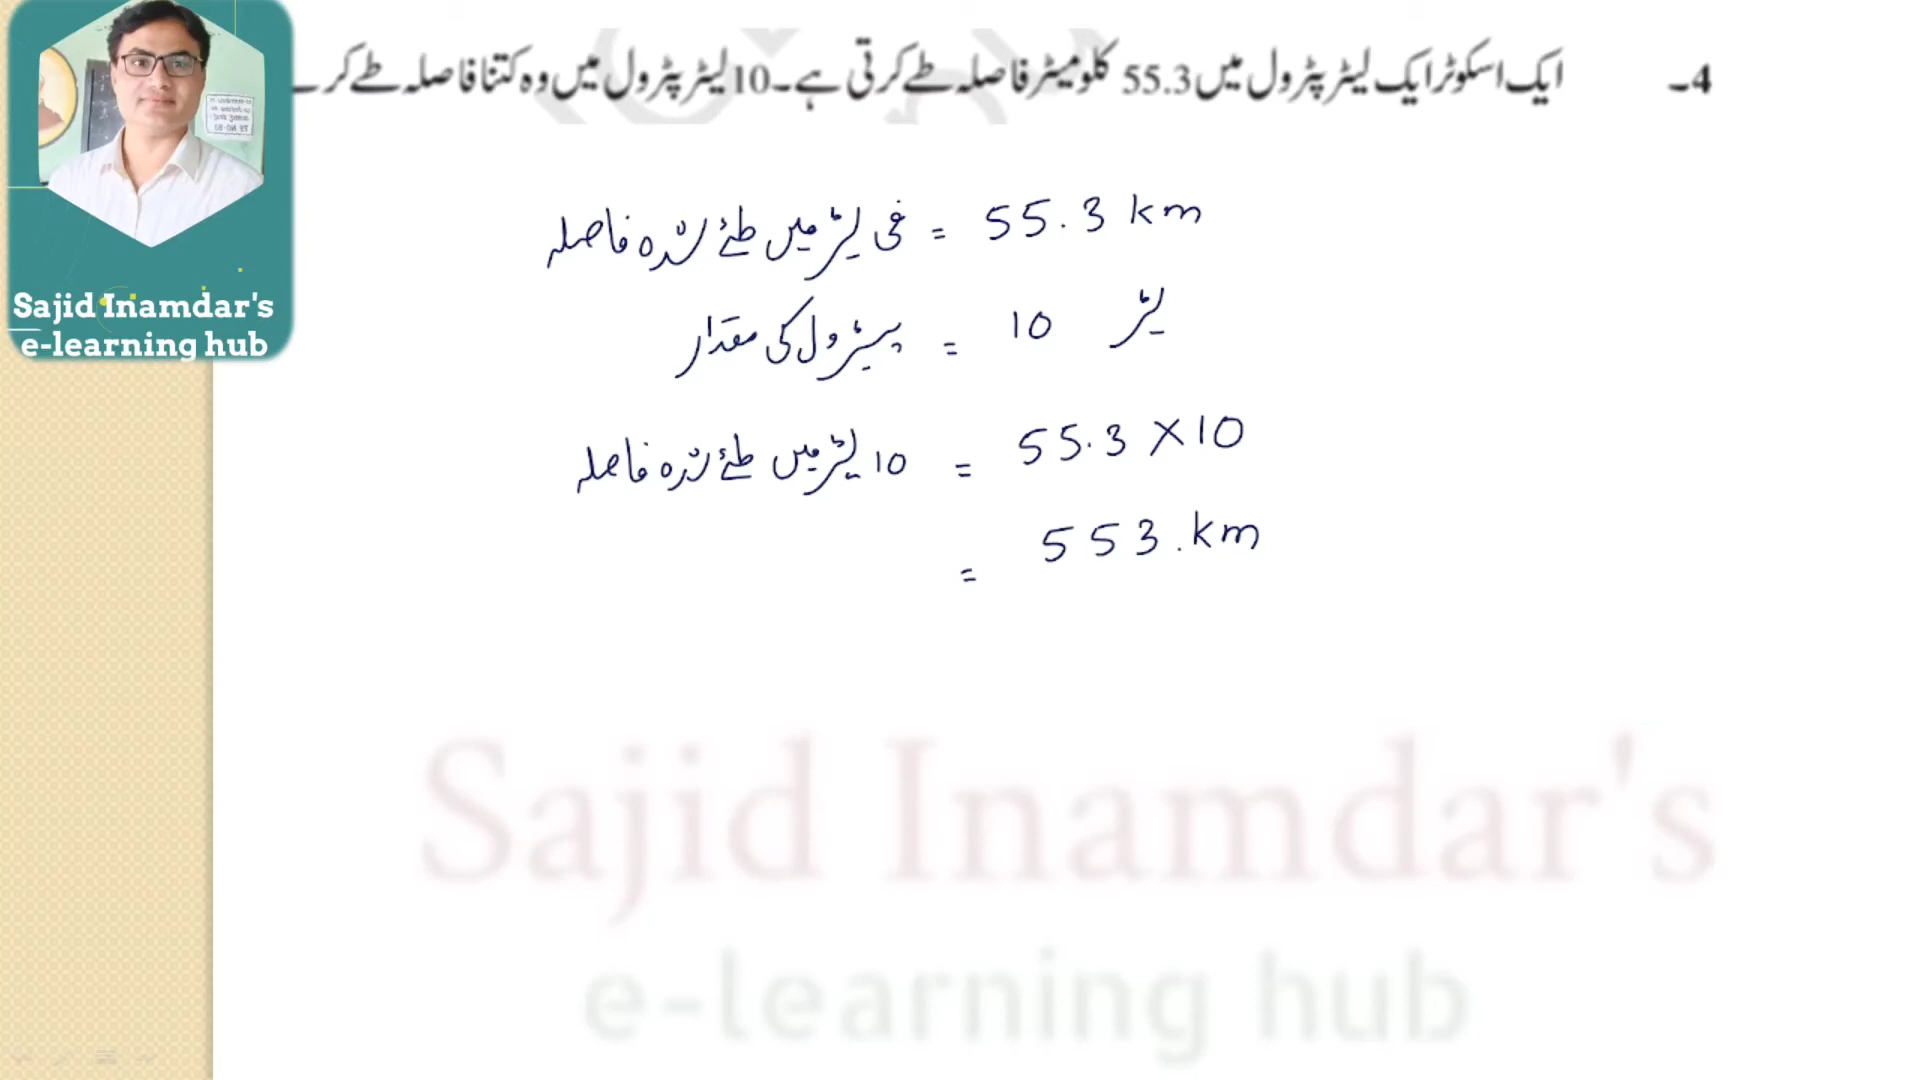 4۔ ایک اسکوٹر ایک لیٹر پٹرول میں 55.3 کلومیٹر فاصلہ طے کرتی ہے۔ 10 لیٹر پٹرول میں وہ کتنا فاصلہ طے کر
Sajid Inamdar's
e-learning hub
فی لیٹر میں طئے شدہ فاصلہ = 55.3 km
پیٹرول کی مقدار = 10 لیٹر
10 لیٹر میں طئے شدہ فاصلہ = 55.3 × 10
= 553.km
Sajid Inamdar's
e-learning hub